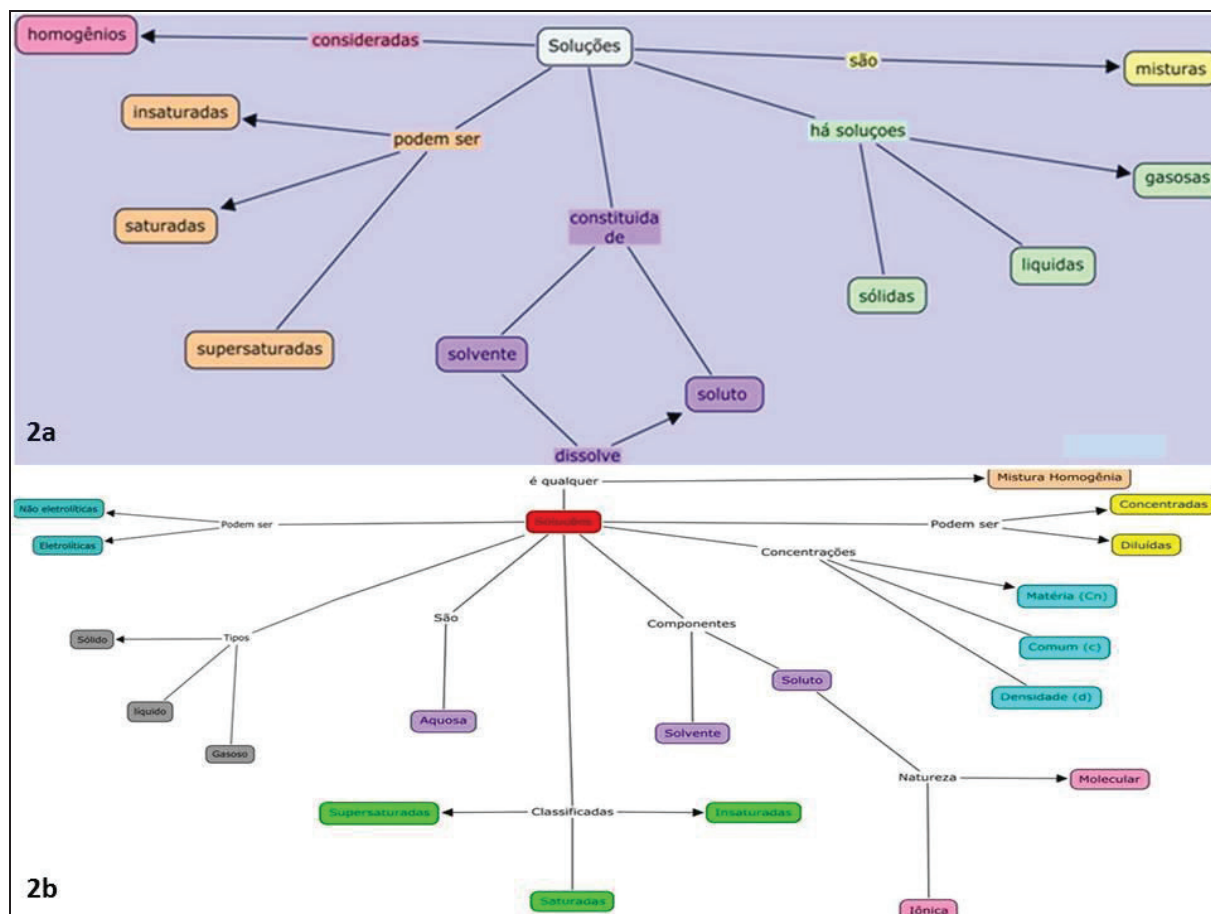 homogênios
consideradas
Soluções
são
misturas
insaturadas
podem ser
há soluçoes
gasosas
saturadas
constituida
de
liquidas
sólidas
supersaturadas
solvente
soluto
dissolve
2a
é qualquer
Mistura Homogênia
Não eletrolíticas
Podem ser
Eletrolíticas
Soluções
Podem ser
Concentradas
Diluídas
Concentrações
Matéria (Cn)
Comum (c)
Densidade (d)
São
Componentes
Sólido
Tipos
líquido
Gasoso
Aquosa
Soluto
Solvente
Natureza
Molecular
Iônica
Supersaturadas
Classificadas
Insaturadas
Saturadas
2b